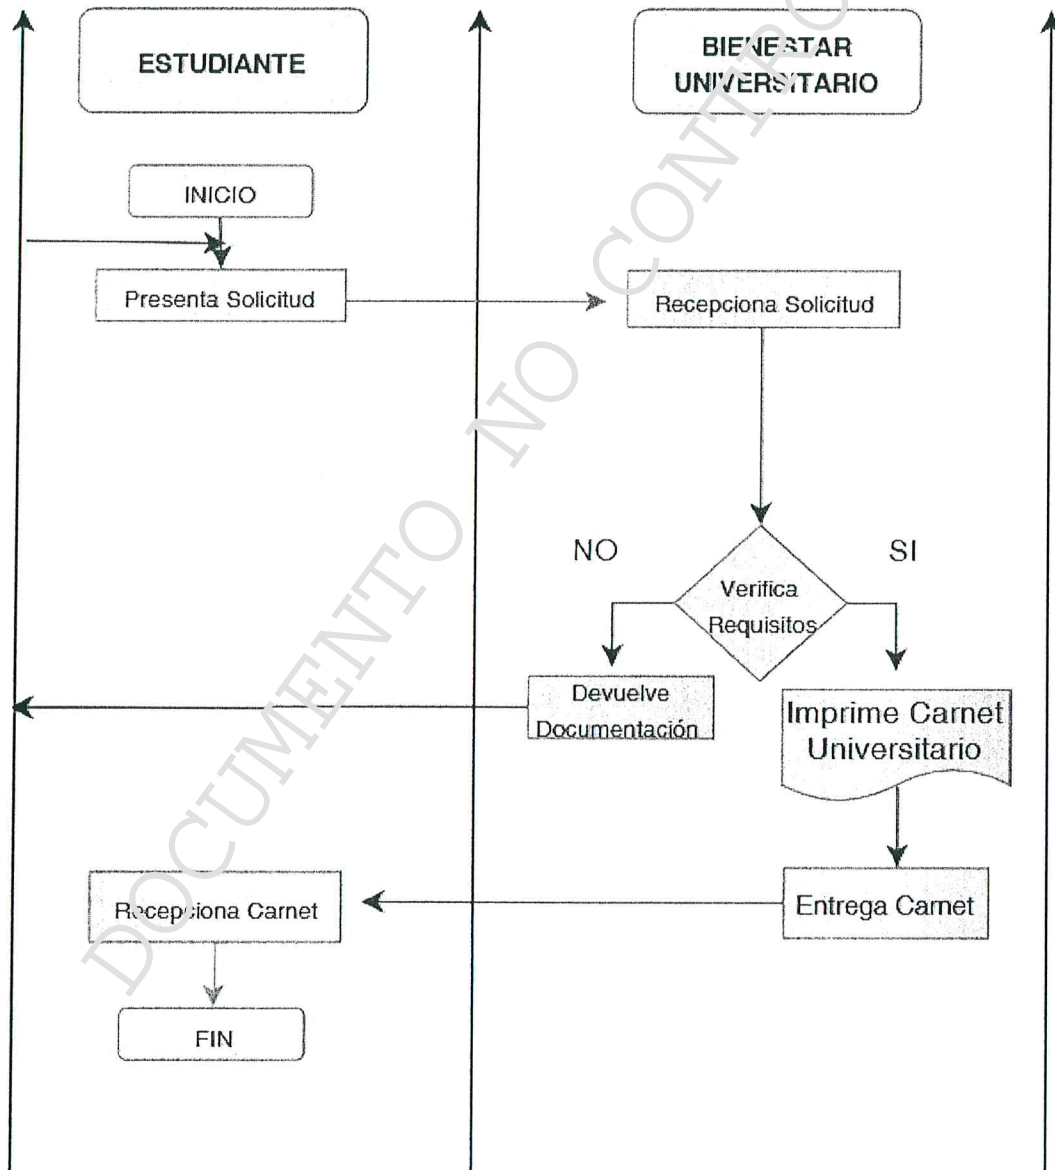 ESTUDIANTE
BIENESTAR
UNIVERSITARIO
INICIO
Presenta Solicitud
Recepciona Solicitud
NO
SI
Verifica
Requisitos
Devuelve
Documentación
Imprime Carnet
Universitario
Recepciona Carnet
Entrega Carnet
FIN
DOCUMENTO NO CONTRO